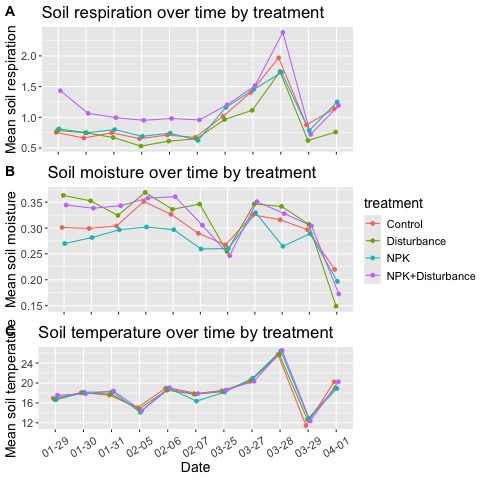 A Soil respiration over time by treatment
Mean soil respiration
2.0
1.5
1.0
0.5
B Soil moisture over time by treatment
Mean soil moisture
0.35
0.30
0.25
0.20
0.15
treatment
Control
Disturbance
NPK
NPK+Disturbance
C Soil temperature over time by treatment
Mean soil temperature
24
20
16
12
01-29 01-30 01-31 02-05 02-06 02-07 03-25 03-27 03-28 03-29 04-01
Date